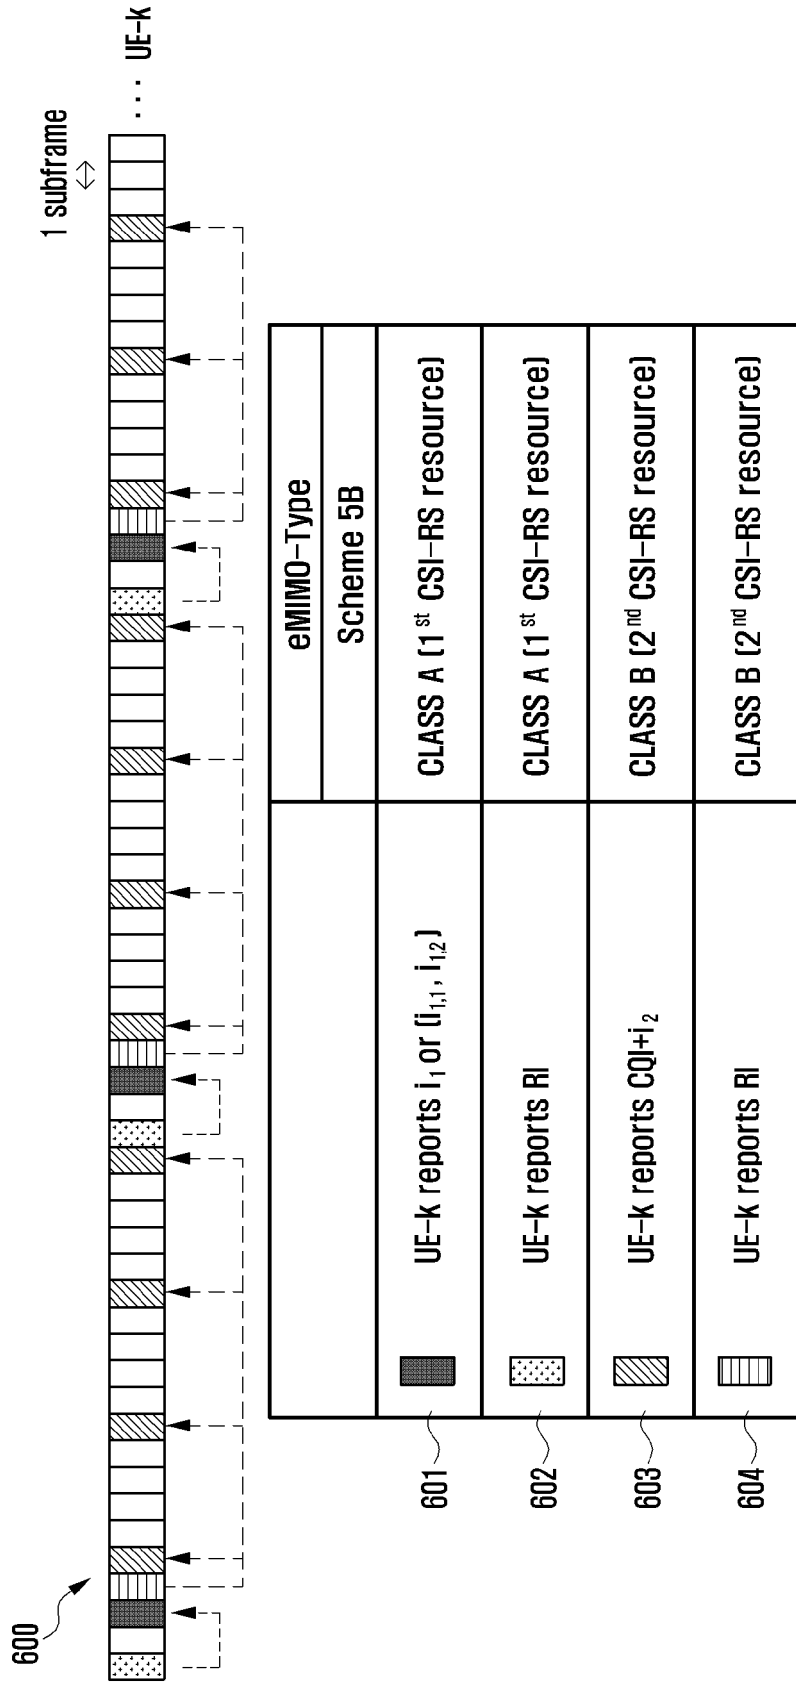 600
1 subframe
··· UE-k
eMIMO-Type
Scheme 5B
601 UE-k reports i1 or (i1,1, i1,2) CLASS A (1st CSI-RS resource)
602 UE-k reports RI CLASS A (1st CSI-RS resource)
603 UE-k reports CQI+i2 CLASS B (2nd CSI-RS resource)
604 UE-k reports RI CLASS B (2nd CSI-RS resource)